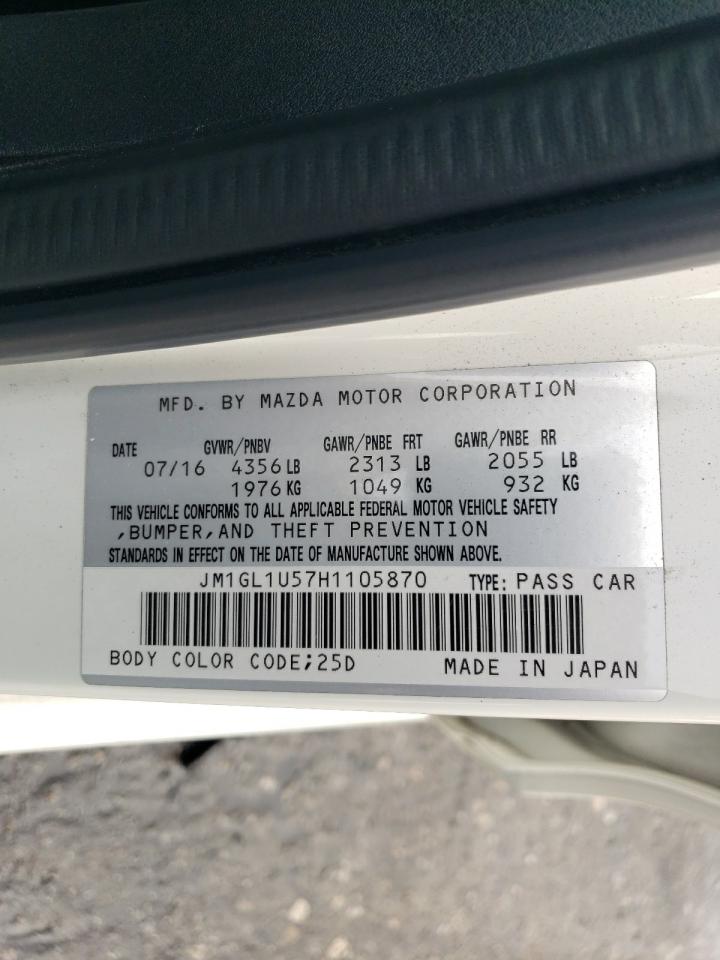 MFD. BY MAZDA MOTOR CORPORATION
DATE GVWR/PNBV GAWR/PNBE FRT GAWR/PNBE RR
07/16 4356 LB 2313 LB 2055 LB
1976 KG 1049 KG 932 KG
THIS VEHICLE CONFORMS TO ALL APPLICABLE FEDERAL MOTOR VEHICLE SAFETY
,BUMPER,AND THEFT PREVENTION
STANDARDS IN EFFECT ON THE DATE OF MANUFACTURE SHOWN ABOVE.
JM1GL1U57H1105870 TYPE: PASS CAR
BODY COLOR CODE;25D MADE IN JAPAN